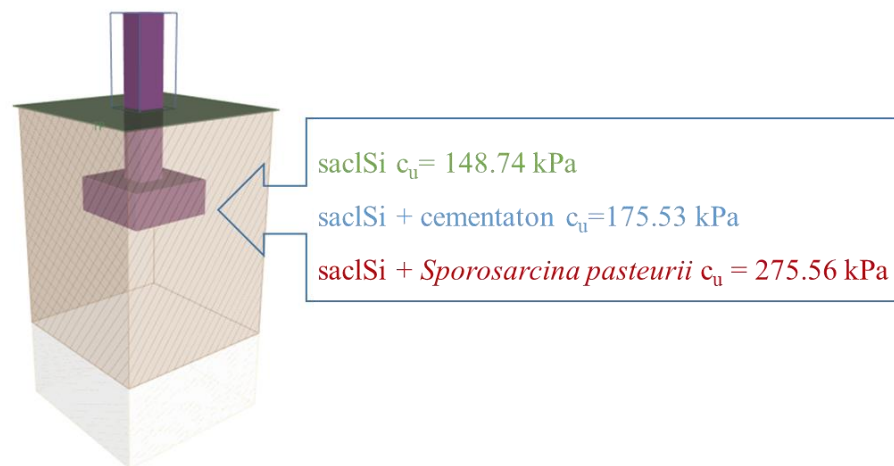 saclSi cu= 148.74 kPa
saclSi + cementaton cu=175.53 kPa
saclSi + Sporosarcina pasteurii cu = 275.56 kPa